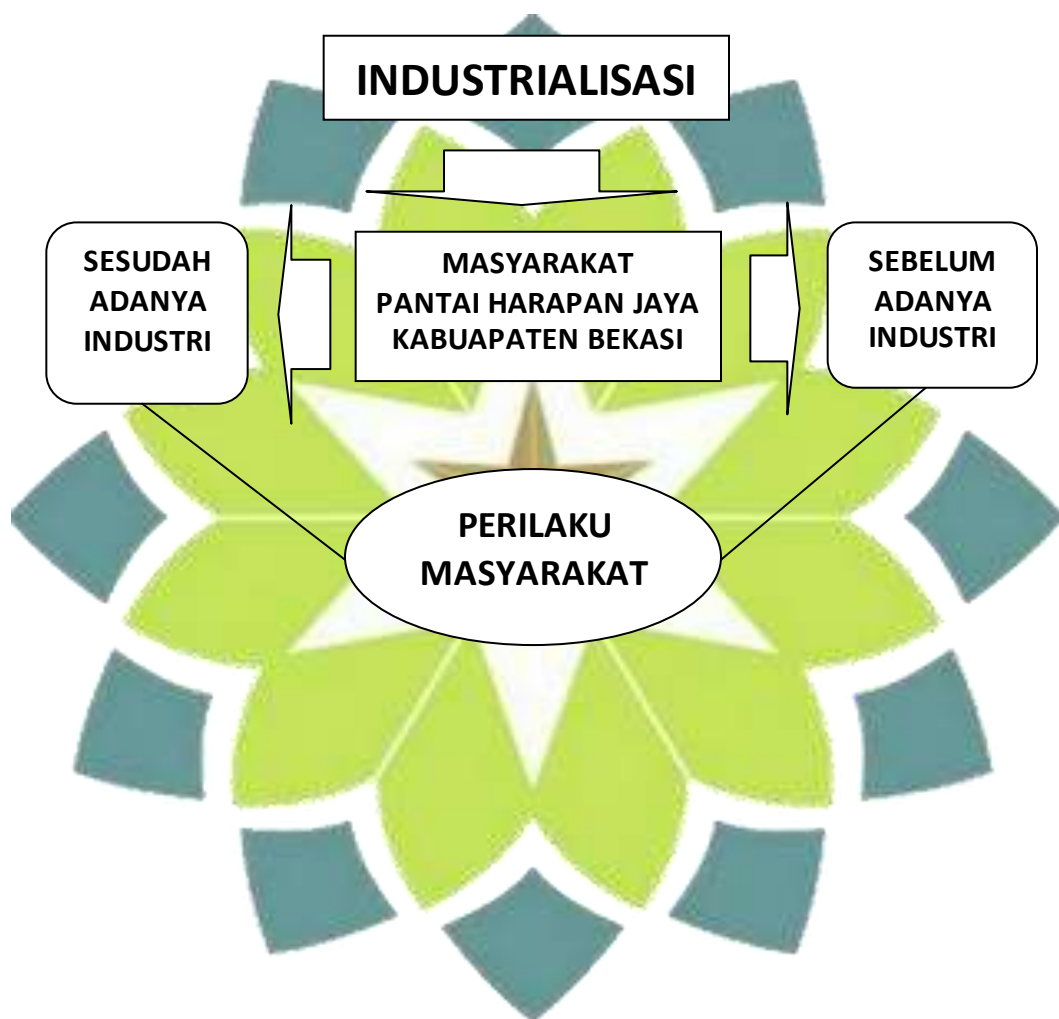 INDUSTRIALISASI
SESUDAH
ADANYA
INDUSTRI
MASYARAKAT
PANTAI HARAPAN JAYA
KABUAPATEN BEKASI
SEBELUM
ADANYA
INDUSTRI
PERILAKU
MASYARAKAT